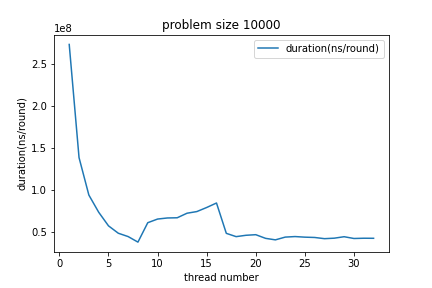 problem size 10000
1e8
duration(ns/round)
2.5
2.0
1.5
1.0
0.5
duration(ns/round)
0 5 10 15 20 25 30
thread number